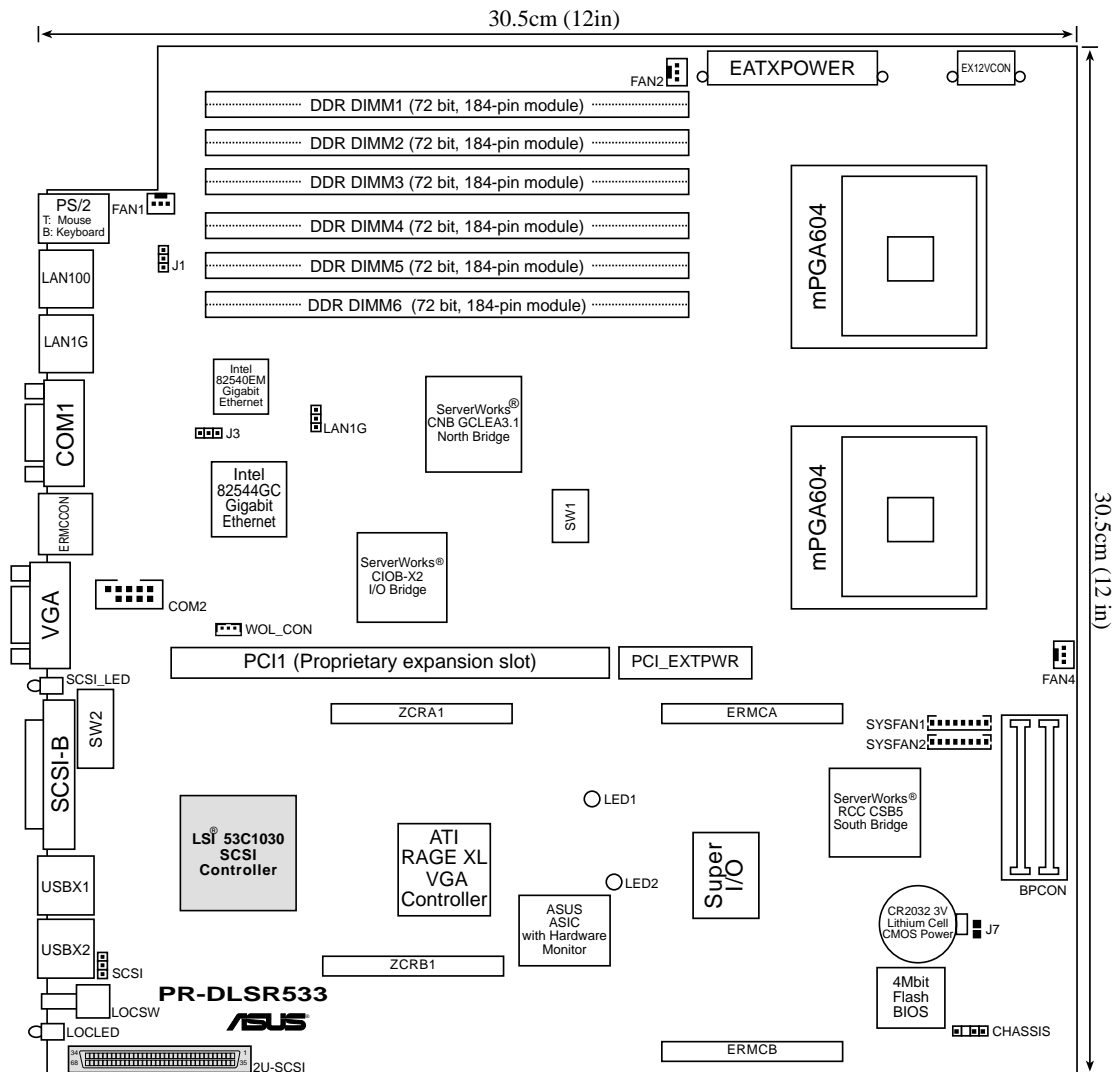 30.5cm (12in)
FAN2
EATXPOWER
EX12VCON
DDR DIMM1 (72 bit, 184-pin module)
DDR DIMM2 (72 bit, 184-pin module)
DDR DIMM3 (72 bit, 184-pin module)
DDR DIMM4 (72 bit, 184-pin module)
DDR DIMM5 (72 bit, 184-pin module)
DDR DIMM6 (72 bit, 184-pin module)
PS/2
T: Mouse
B: Keyboard
FAN1
J1
LAN100
LAN1G
mPGA604
Intel
82540EM
Gigabit
Ethernet
ServerWorks®
CNB GCLEA3.1
North Bridge
LAN1G
J3
COM1
Intel
82544GC
Gigabit
Ethernet
SW1
mPGA604
30.5cm (12 in)
ERMCCON
ServerWorks®
CIOB-X2
I/O Bridge
VGA
COM2
WOL_CON
PCI1 (Proprietary expansion slot)
PCI_EXTPWR
FAN4
SCSI_LED
SW2
ZCRA1
ERMCA
SYSFAN1
SYSFAN2
SCSI-B
LED1
ServerWorks®
RCC CSB5
South Bridge
LSI® 53C1030
SCSI
Controller
ATI
RAGE XL
VGA
Controller
Super
I/O
LED2
BPCON
USBX1
ASUS
ASIC
with Hardware
Monitor
CR2032 3V
Lithium Cell
CMOS Power
J7
USBX2
SCSI
ZCRB1
4Mbit
Flash
BIOS
LOCSW
PR-DLSR533
ASUS®
LOCLED
CHASSIS
34
1
68
35
2U-SCSI
ERMCB